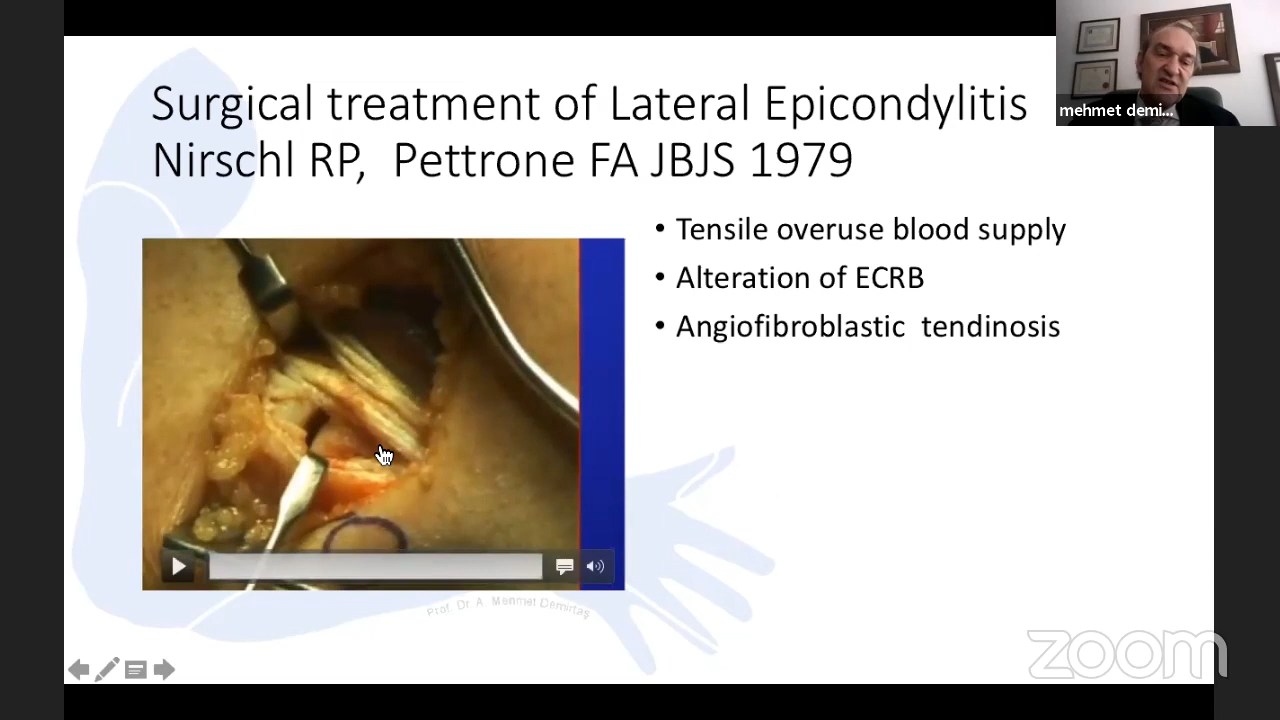 Surgical treatment of Lateral Epicondylitis
Nirschl RP, Pettrone FA JBJS 1979
mehmet demi...
• Tensile overuse blood supply
• Alteration of ECRB
• Angiofibroblastic tendinosis
Prof. Dr. A. Mehmet Demirtaş
zoom